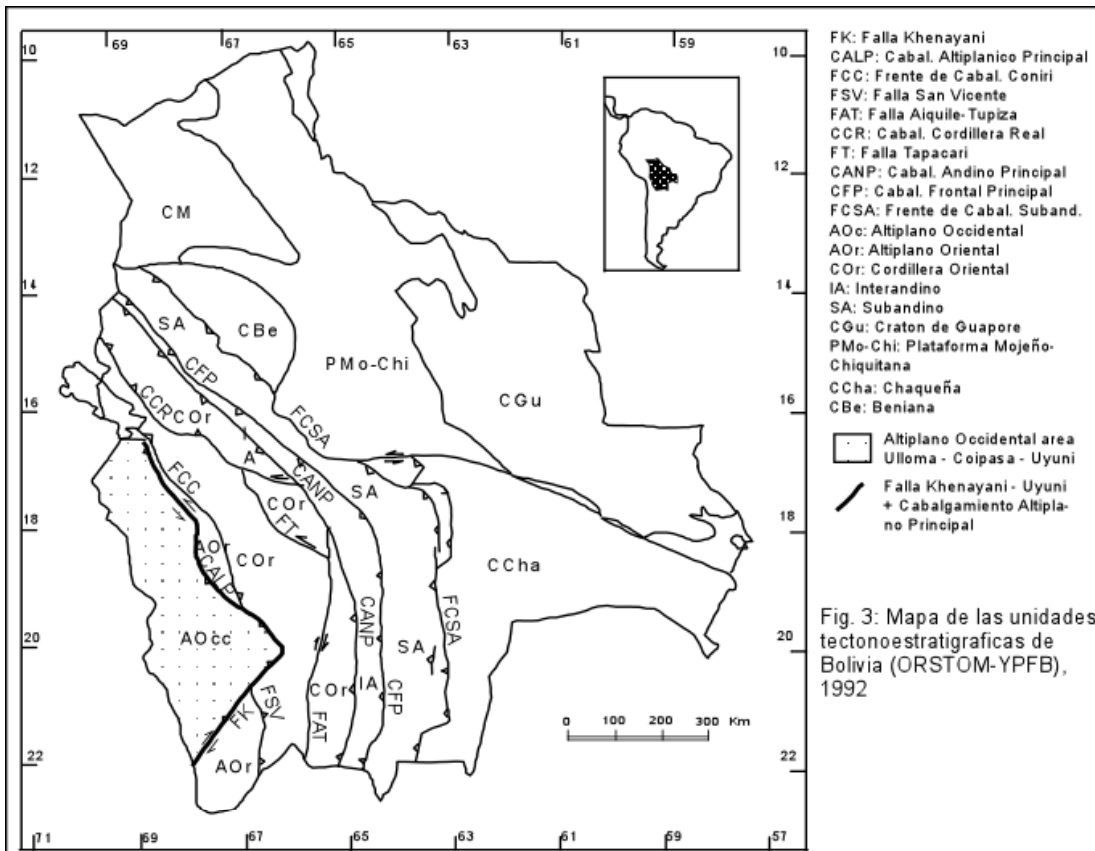 69 67 65 63 61 59
10 10
12 12
14 14
16 16
18 18
20 20
22 22
71 69 67 65 63 61 59 57
CM
SA
CBe
CFP
PMo-Chi
CGu
CCR
COr
FCSA
I
A
CANP
SA
FCC
COr
FT
AOr
COr
CALP
CCha
CANP
FCSA
AOcc
SA
FSV
COr
IA
CFP
FK
FAT
AOr
0 100 200 300 Km
FK: Falla Khenayani
CALP: Cabal. Altiplanico Principal
FCC: Frente de Cabal. Coniri
FSV: Falla San Vicente
FAT: Falla Aiquile-Tupiza
CCR: Cabal. Cordillera Real
FT: Falla Tapacari
CANP: Cabal. Andino Principal
CFP: Cabal. Frontal Principal
FCSA: Frente de Cabal. Suband.
AOc: Altiplano Occidental
AOr: Altiplano Oriental
COr: Cordillera Oriental
IA: Interandino
SA: Subandino
CGu: Craton de Guapore
PMo-Chi: Plataforma Mojeño-
Chiquitana
CCha: Chaqueña
CBe: Beniana
Altiplano Occidental area
Ulloma - Coipasa - Uyuni
Falla Khenayani - Uyuni
+ Cabalgamiento Altipla-
no Principal
Fig. 3: Mapa de las unidades
tectonoestratigraficas de
Bolivia (ORSTOM-YPFB),
1992